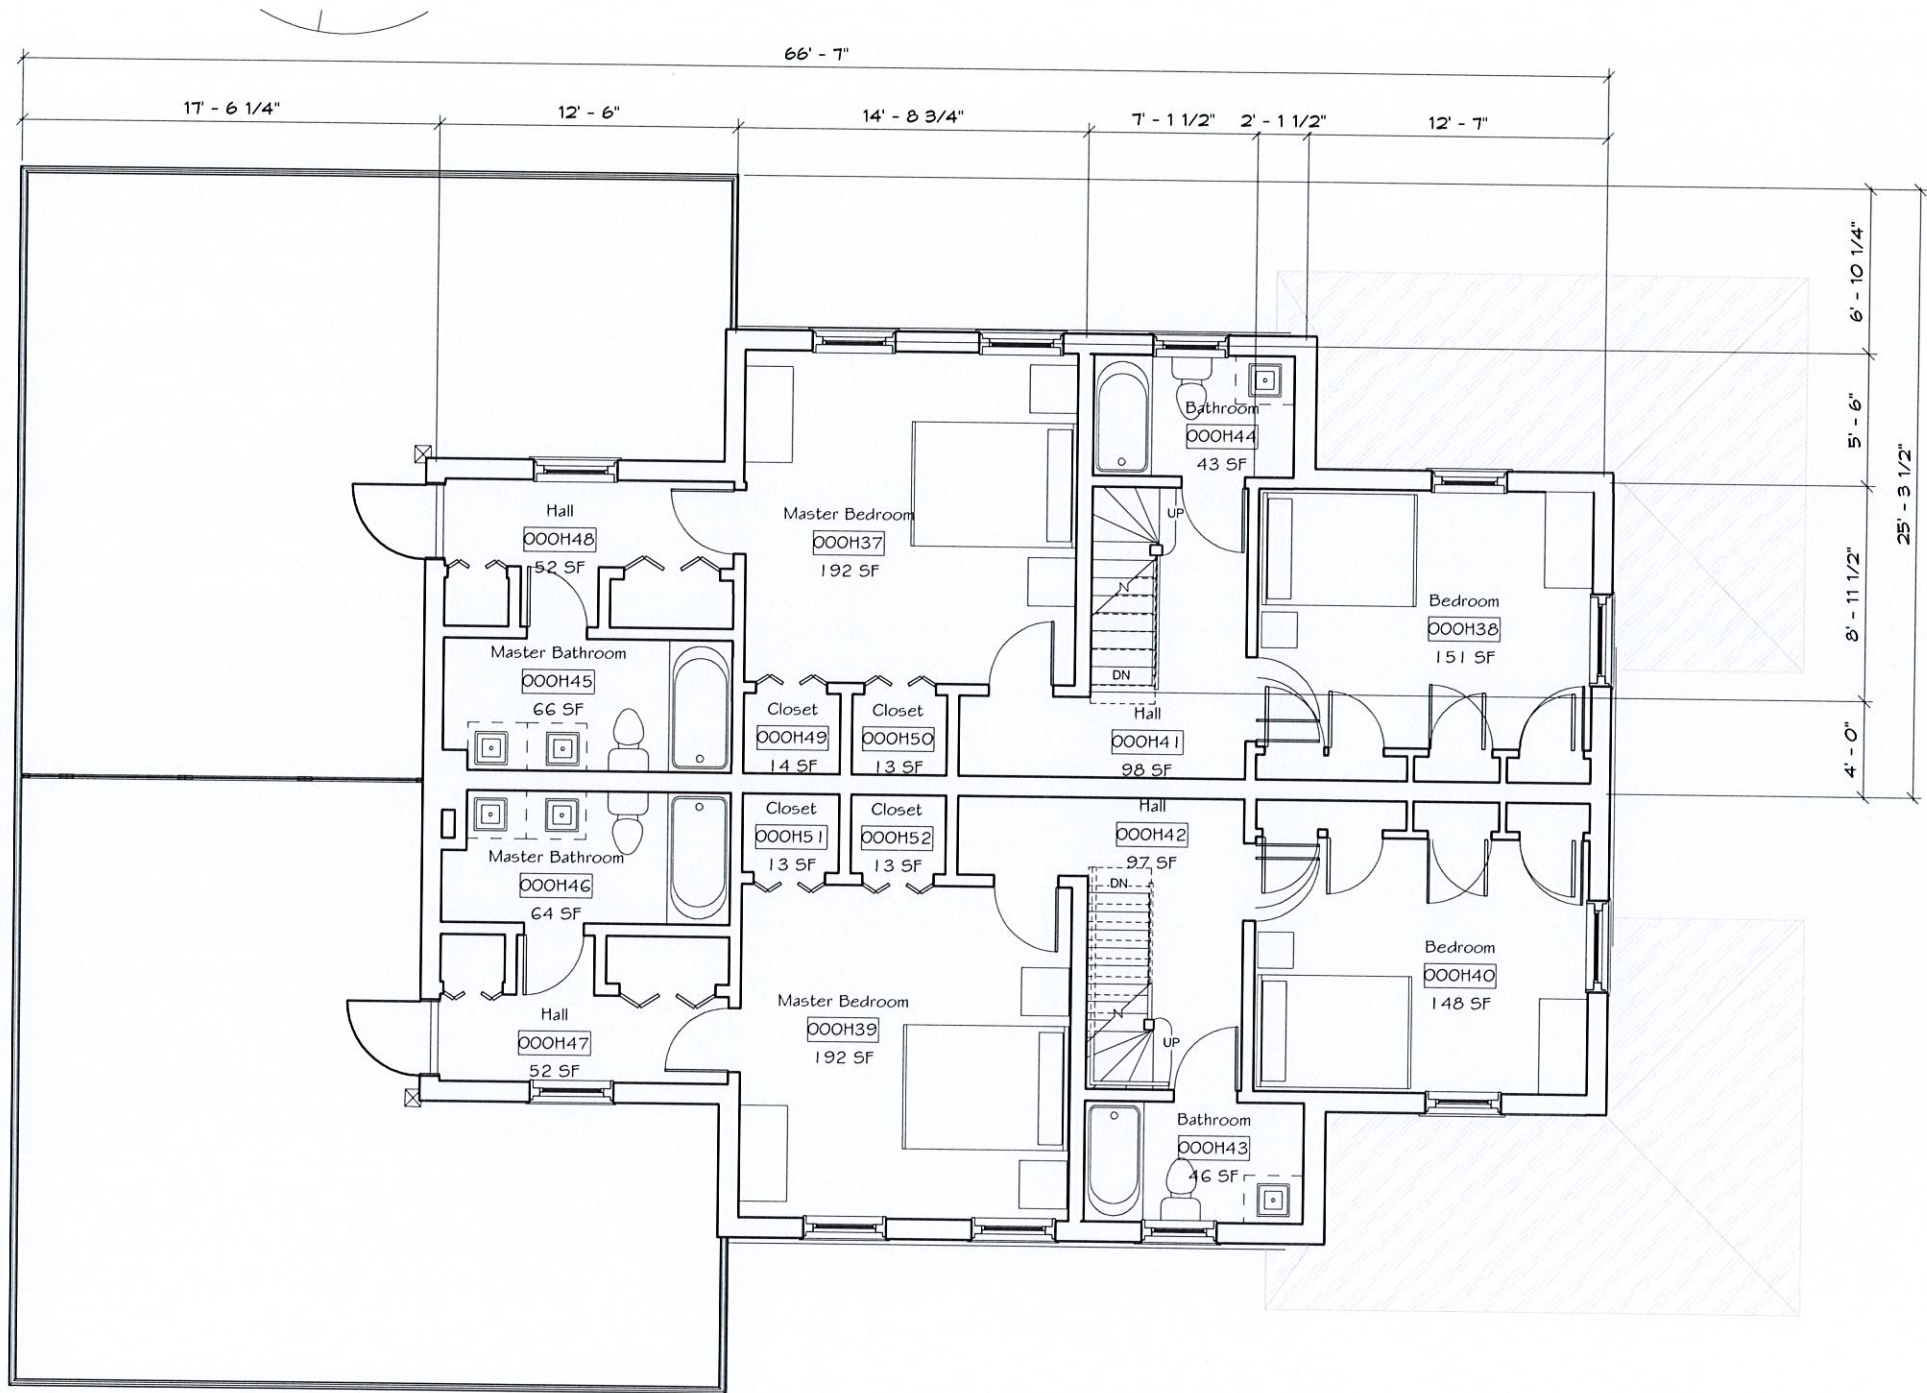 66' - 7"
17' - 6 1/4"
12' - 6"
14' - 8 3/4"
7' - 1 1/2"
2' - 1 1/2"
12' - 7"
6' - 10 1/4"
5' - 6"
8' - 11 1/2"
4' - 0"
25' - 3 1/2"
Bathroom
000H44
43 SF
Hall
000H48
52 SF
Master Bedroom
000H37
192 SF
UP
N
DN
Bedroom
000H38
151 SF
Master Bathroom
000H45
66 SF
Closet
000H49
14 SF
Closet
000H50
13 SF
Hall
000H41
98 SF
Closet
000H51
13 SF
Closet
000H52
13 SF
Hall
000H42
97 SF
DN
Master Bathroom
000H46
64 SF
Bedroom
000H40
148 SF
Hall
000H47
52 SF
Master Bedroom
000H39
192 SF
N
UP
Bathroom
000H43
46 SF